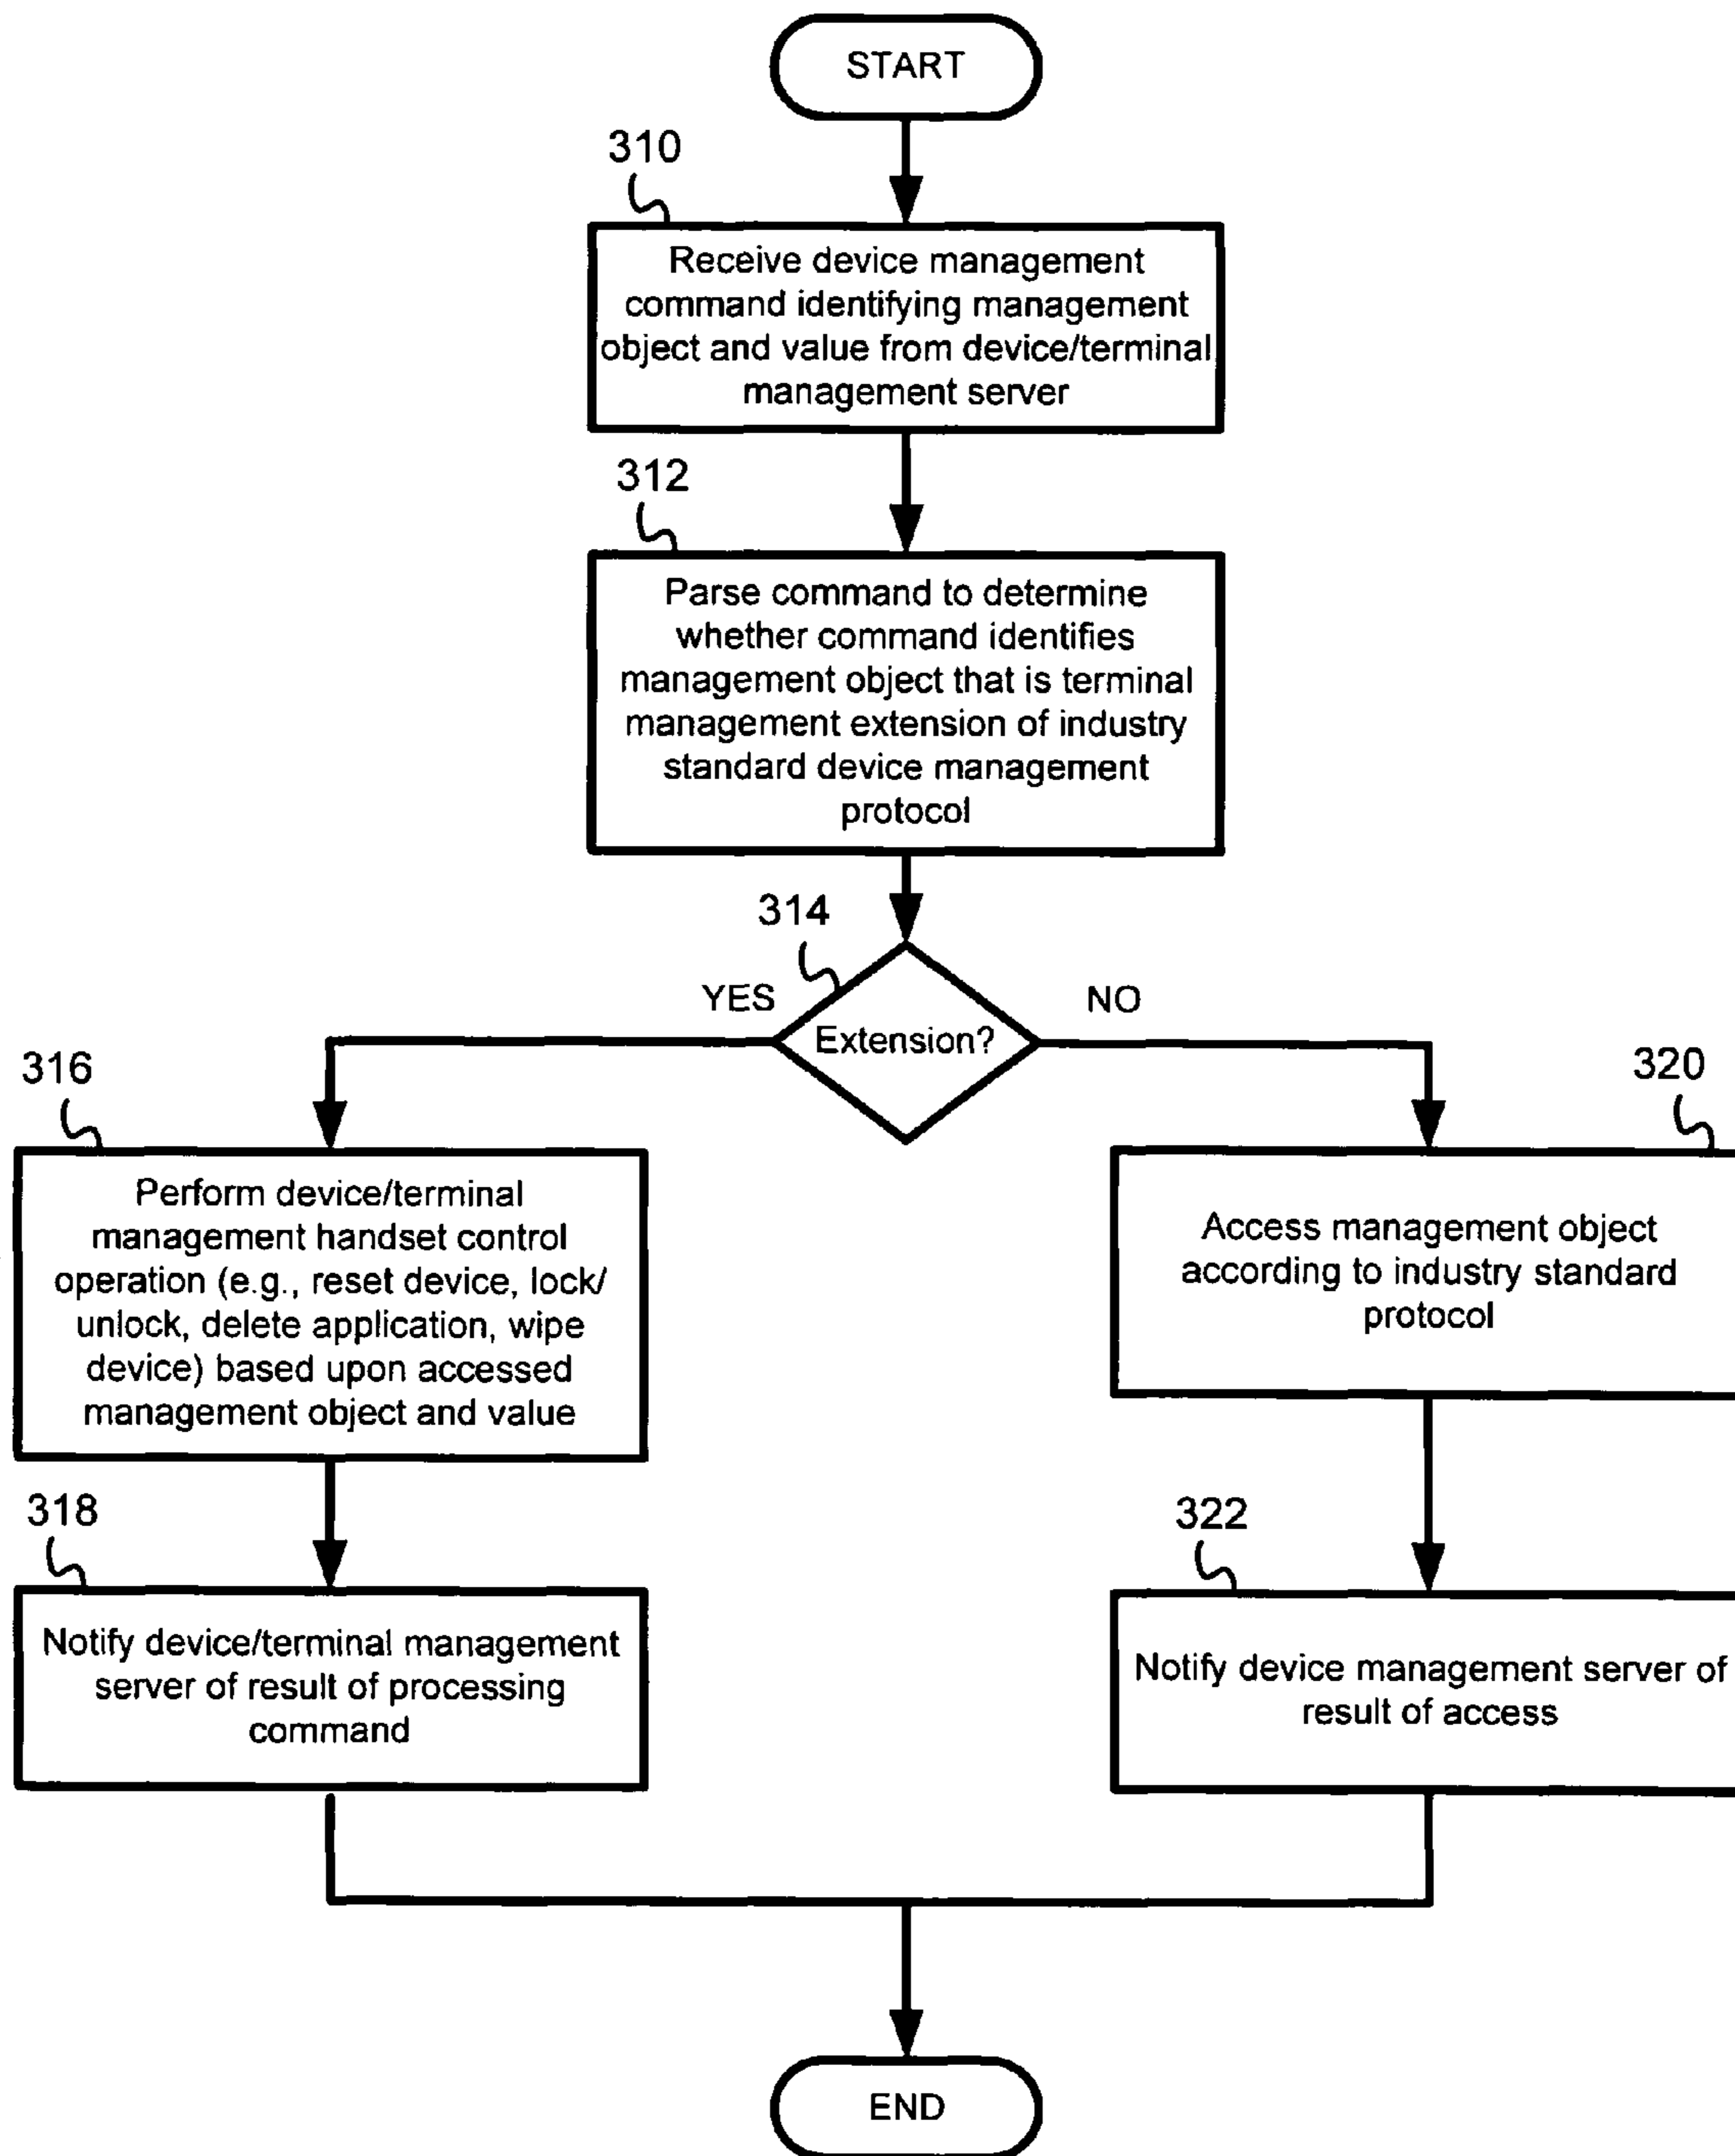 START
310
Receive device management
command identifying management
object and value from device/terminal
management server
312
Parse command to determine
whether command identifies
management object that is terminal
management extension of industry
standard device management
protocol
314
YES
NO
Extension?
316
Perform device/terminal
management handset control
operation (e.g., reset device, lock/
unlock, delete application, wipe
device) based upon accessed
management object and value
320
Access management object
according to industry standard
protocol
318
Notify device/terminal management
server of result of processing
command
322
Notify device management server of
result of access
END